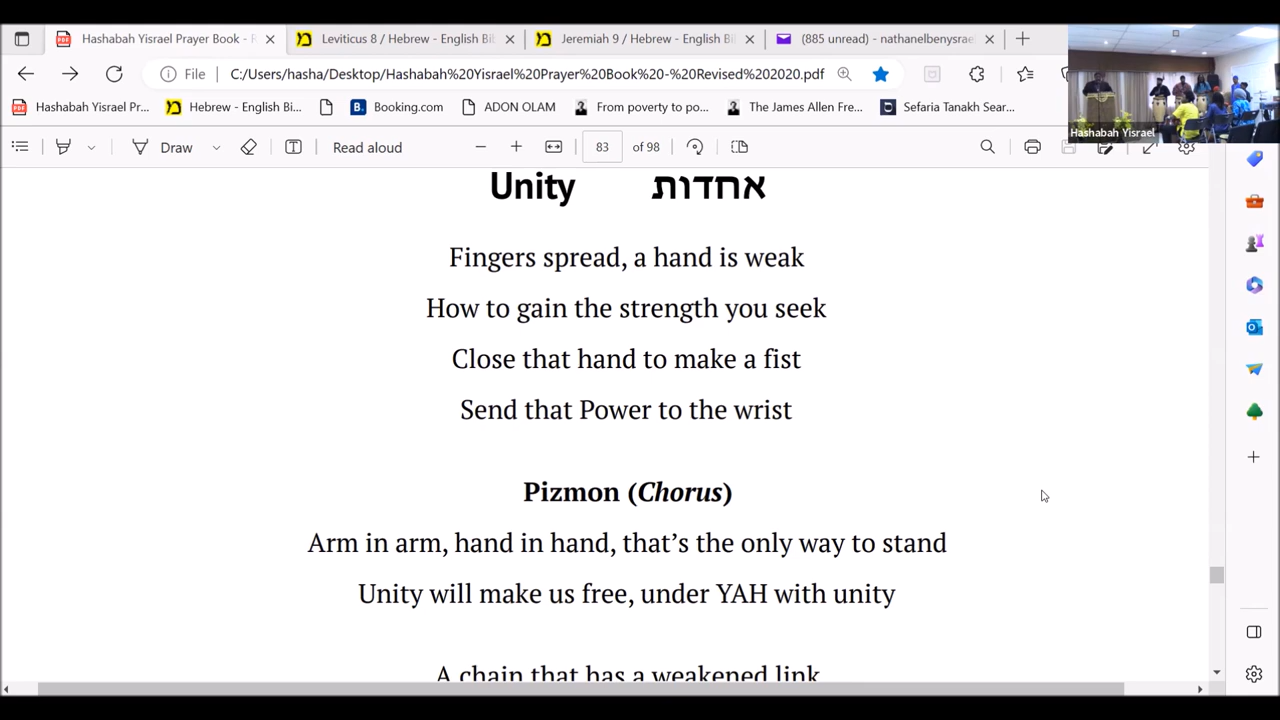 Hashabah Yisrael Prayer Book - R
Leviticus 8 / Hebrew - English Bi
Jeremiah 9 / Hebrew - English Bi
(885 unread) - nathanelbenysrae
File
C:/Users/hasha/Desktop/Hashabah%20Yisrael%20Prayer%20Book%20-%20Revised%202020.pdf
Hashabah Yisrael Pr...
Hebrew - English Bi...
Booking.com
ADON OLAM
From poverty to po...
The James Allen Fre...
Sefaria Tanakh Sear...
Hashabah Yisrael
Draw
Read aloud
83 of 98
Unity אחדות
Fingers spread, a hand is weak
How to gain the strength you seek
Close that hand to make a fist
Send that Power to the wrist
Pizmon (Chorus)
Arm in arm, hand in hand, that’s the only way to stand
Unity will make us free, under YAH with unity
A chain that has a weakened link